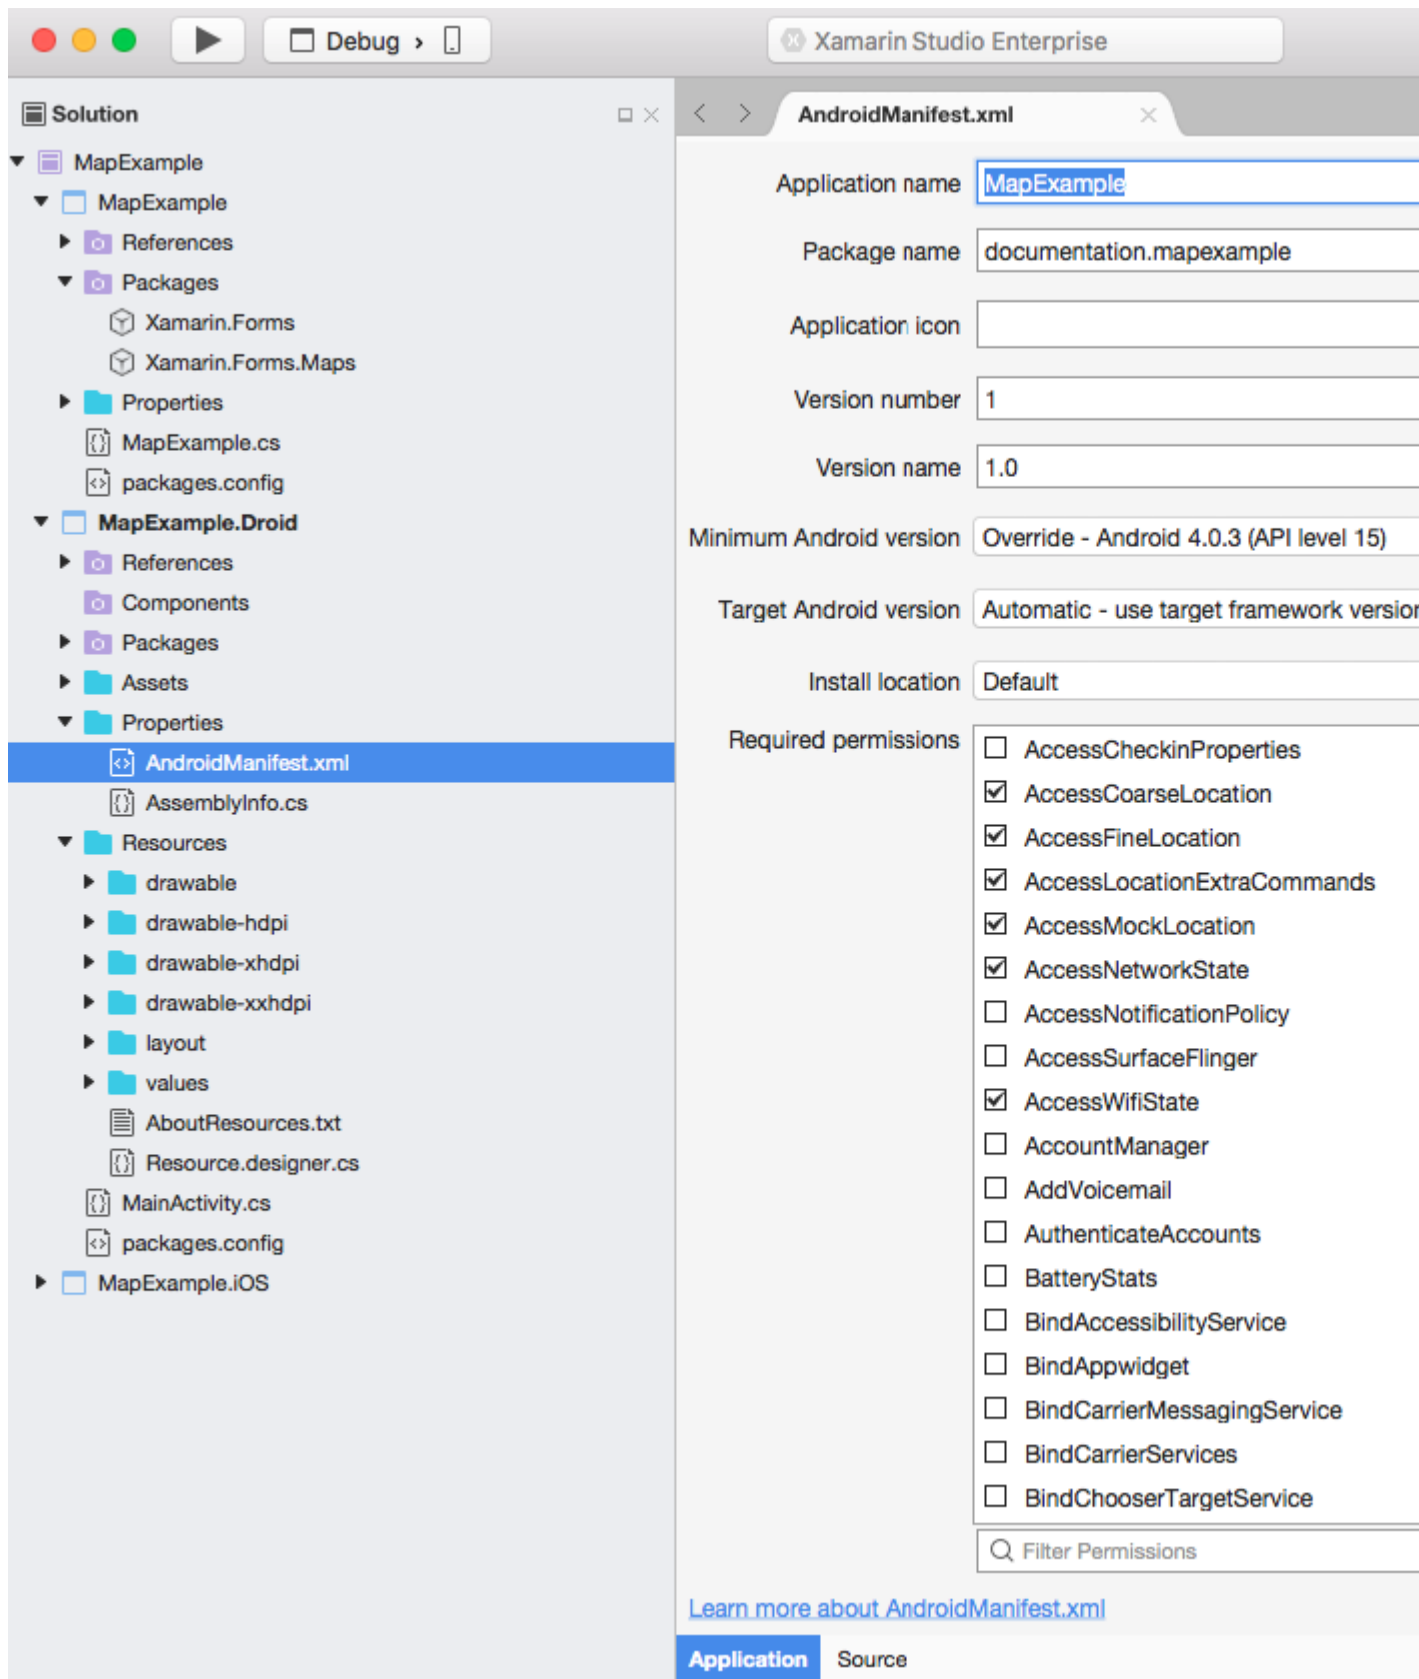 Debug
Xamarin Studio Enterprise
Solution
MapExample
MapExample
References
Packages
Xamarin.Forms
Xamarin.Forms.Maps
Properties
MapExample.cs
packages.config
MapExample.Droid
References
Components
Packages
Assets
Properties
AndroidManifest.xml
AssemblyInfo.cs
Resources
drawable
drawable-hdpi
drawable-xhdpi
drawable-xxhdpi
layout
values
AboutResources.txt
Resource.designer.cs
MainActivity.cs
packages.config
MapExample.iOS
AndroidManifest.xml
Application name MapExample
Package name documentation.mapexample
Application icon
Version number 1
Version name 1.0
Minimum Android version Override - Android 4.0.3 (API level 15)
Target Android version Automatic - use target framework version
Install location Default
Required permissions
AccessCheckinProperties
AccessCoarseLocation
AccessFineLocation
AccessLocationExtraCommands
AccessMockLocation
AccessNetworkState
AccessNotificationPolicy
AccessSurfaceFlinger
AccessWifiState
AccountManager
AddVoicemail
AuthenticateAccounts
BatteryStats
BindAccessibilityService
BindAppwidget
BindCarrierMessagingService
BindCarrierServices
BindChooserTargetService
Filter Permissions
Learn more about AndroidManifest.xml
Application Source